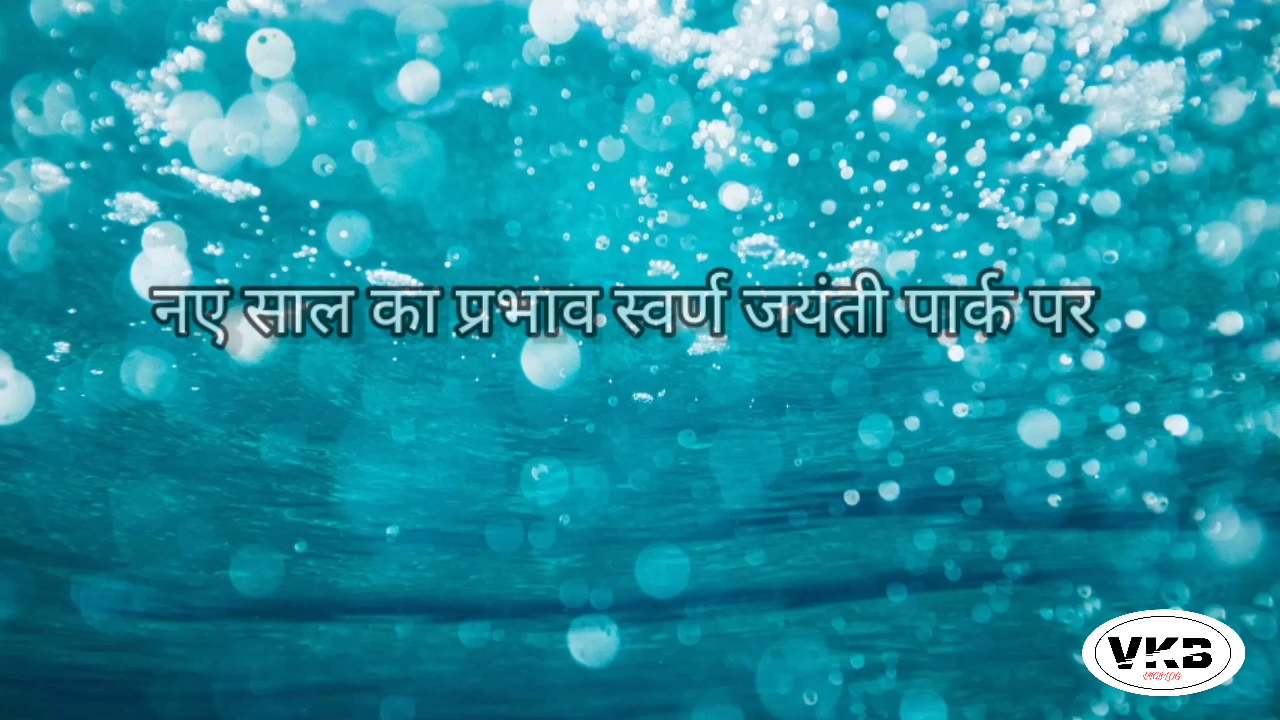 नए साल का प्रभाव स्वर्ण जयंती पार्क पर
VKB